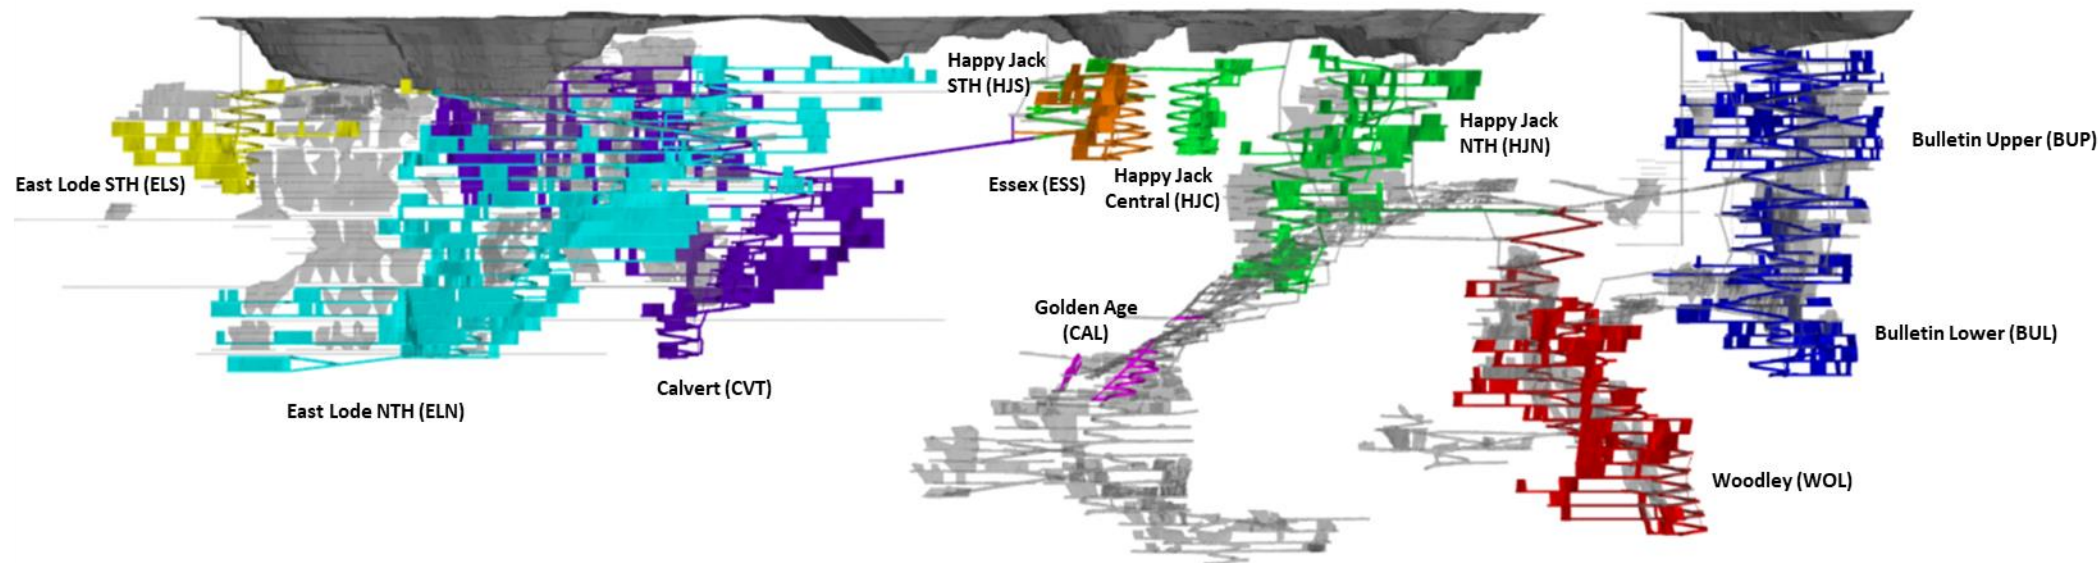 Happy Jack
STH (HJS)
Happy Jack
NTH (HJN)
Bulletin Upper (BUP)
East Lode STH (ELS)
Essex (ESS)
Happy Jack
Central (HJC)
Golden Age
(CAL)
Bulletin Lower (BUL)
Calvert (CVT)
East Lode NTH (ELN)
Woodley (WOL)